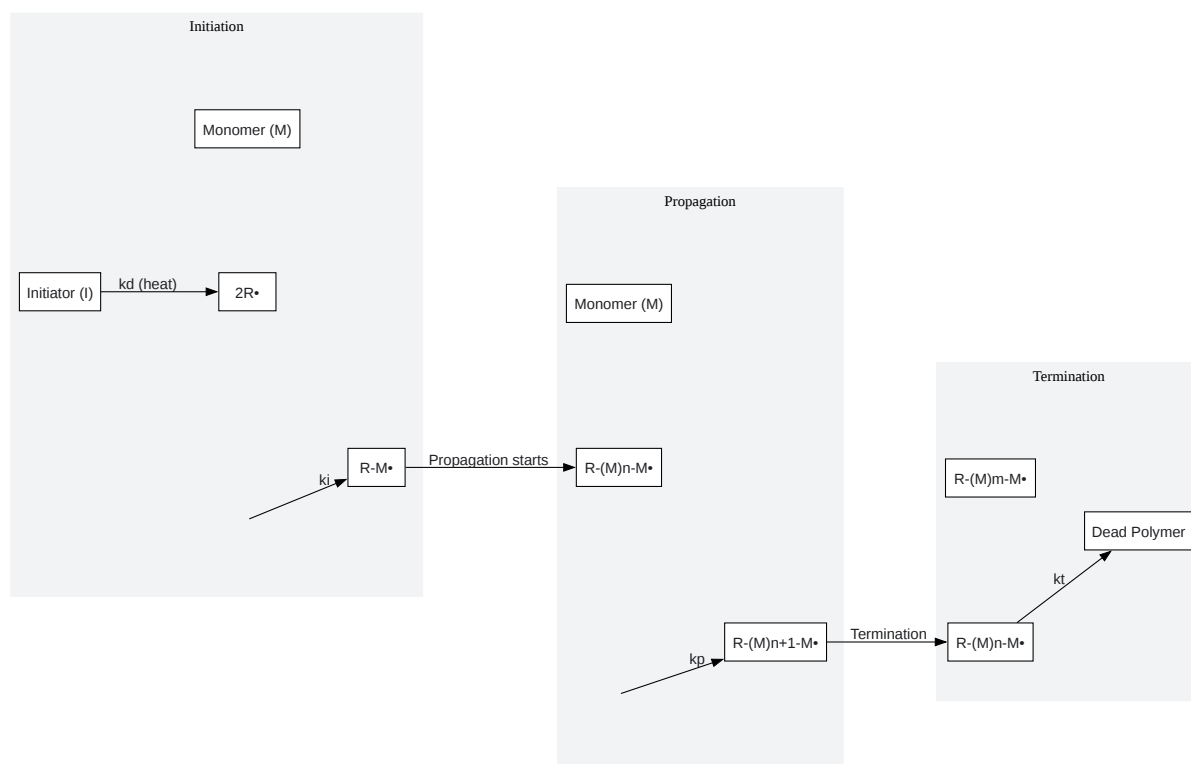 Initiation
Monomer (M)
Initiator (I)
kd (heat)
2R•
ki
R-M•
Propagation starts
Propagation
Monomer (M)
R-(M)n-M•
kp
R-(M)n+1-M•
Termination
Termination
R-(M)m-M•
Dead Polymer
kt
R-(M)n-M•